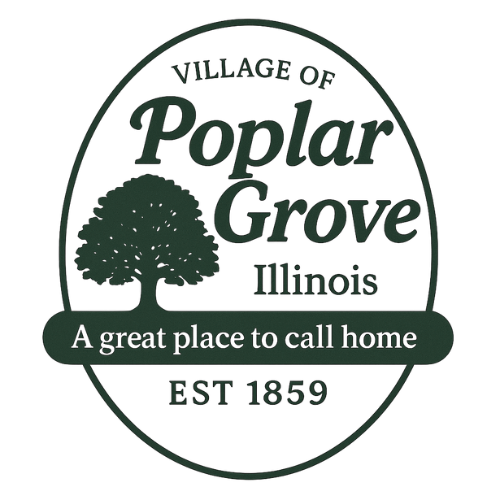 VILLAGE OF
Poplar
Grove
Illinois
A great place to call home
EST 1859